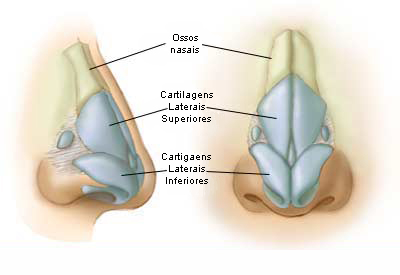 Ossos
nasais
Cartilagens
Laterais
Superiores
Cartigaens
Laterais
Inferiores